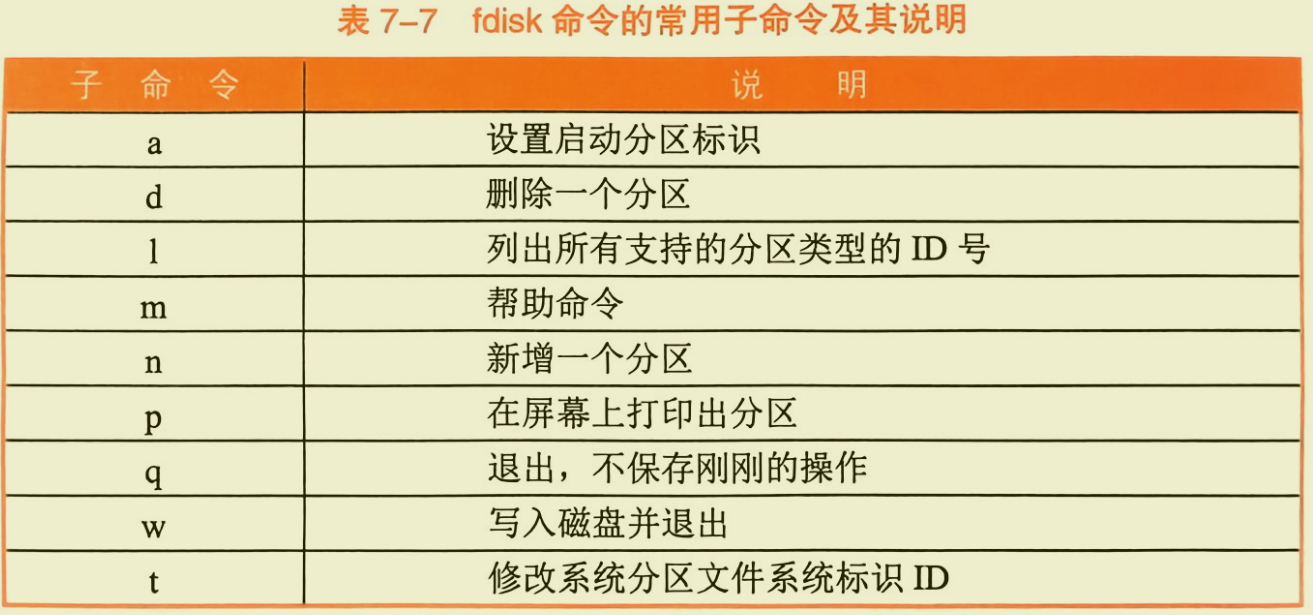 表 7–7 fdisk 命令的常用子命令及其说明
子 命 令 说 明
a 设置启动分区标识
d 删除一个分区
l 列出所有支持的分区类型的 ID 号
m 帮助命令
n 新增一个分区
p 在屏幕上打印出分区
q 退出，不保存刚刚的操作
w 写入磁盘并退出
t 修改系统分区文件系统标识 ID